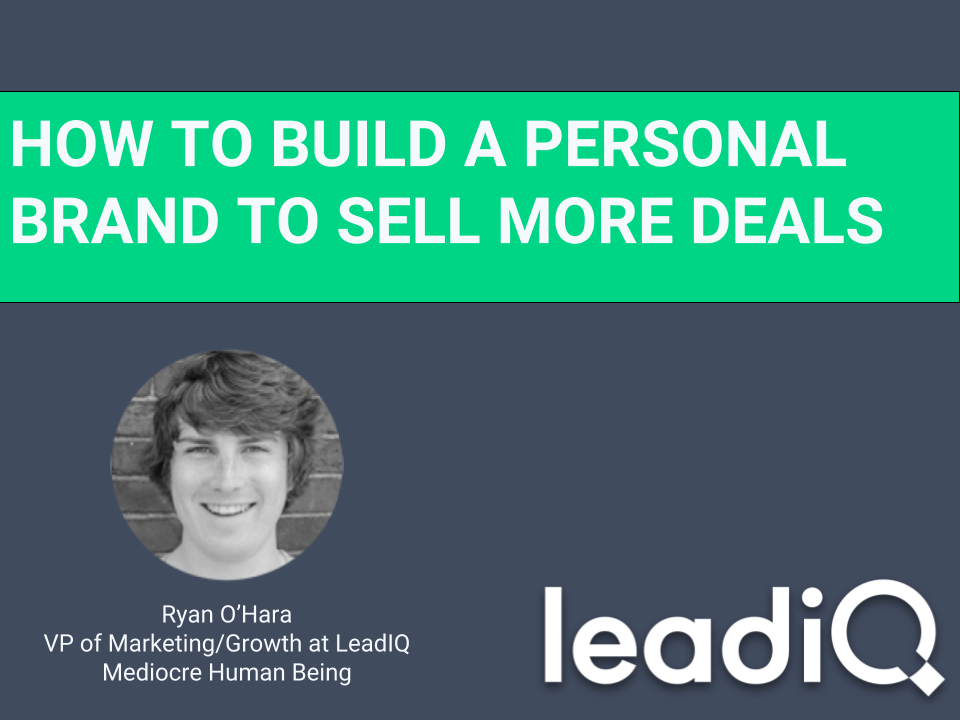 HOW TO BUILD A PERSONAL
BRAND TO SELL MORE DEALS
Ryan O’Hara
VP of Marketing/Growth at LeadIQ
Mediocre Human Being
leadiQ